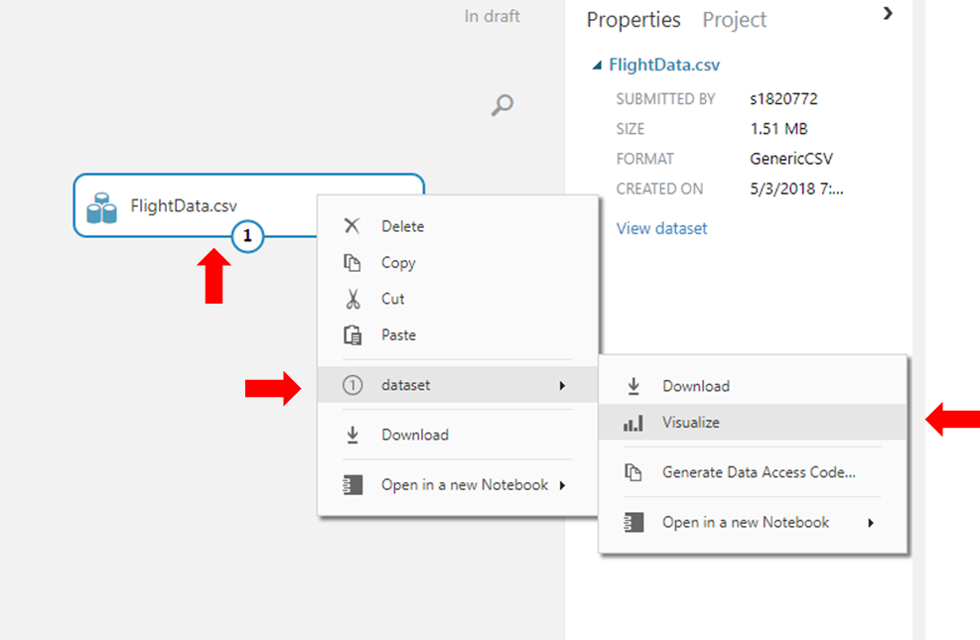 In draft
Properties Project
FlightData.csv
SUBMITTED BY s1820772
SIZE 1.51 MB
FORMAT GenericCSV
CREATED ON 5/3/2018 7:...
View dataset
FlightData.csv
1
Delete
Copy
Cut
Paste
1 dataset
Download
Open in a new Notebook
Download
Visualize
Generate Data Access Code...
Open in a new Notebook